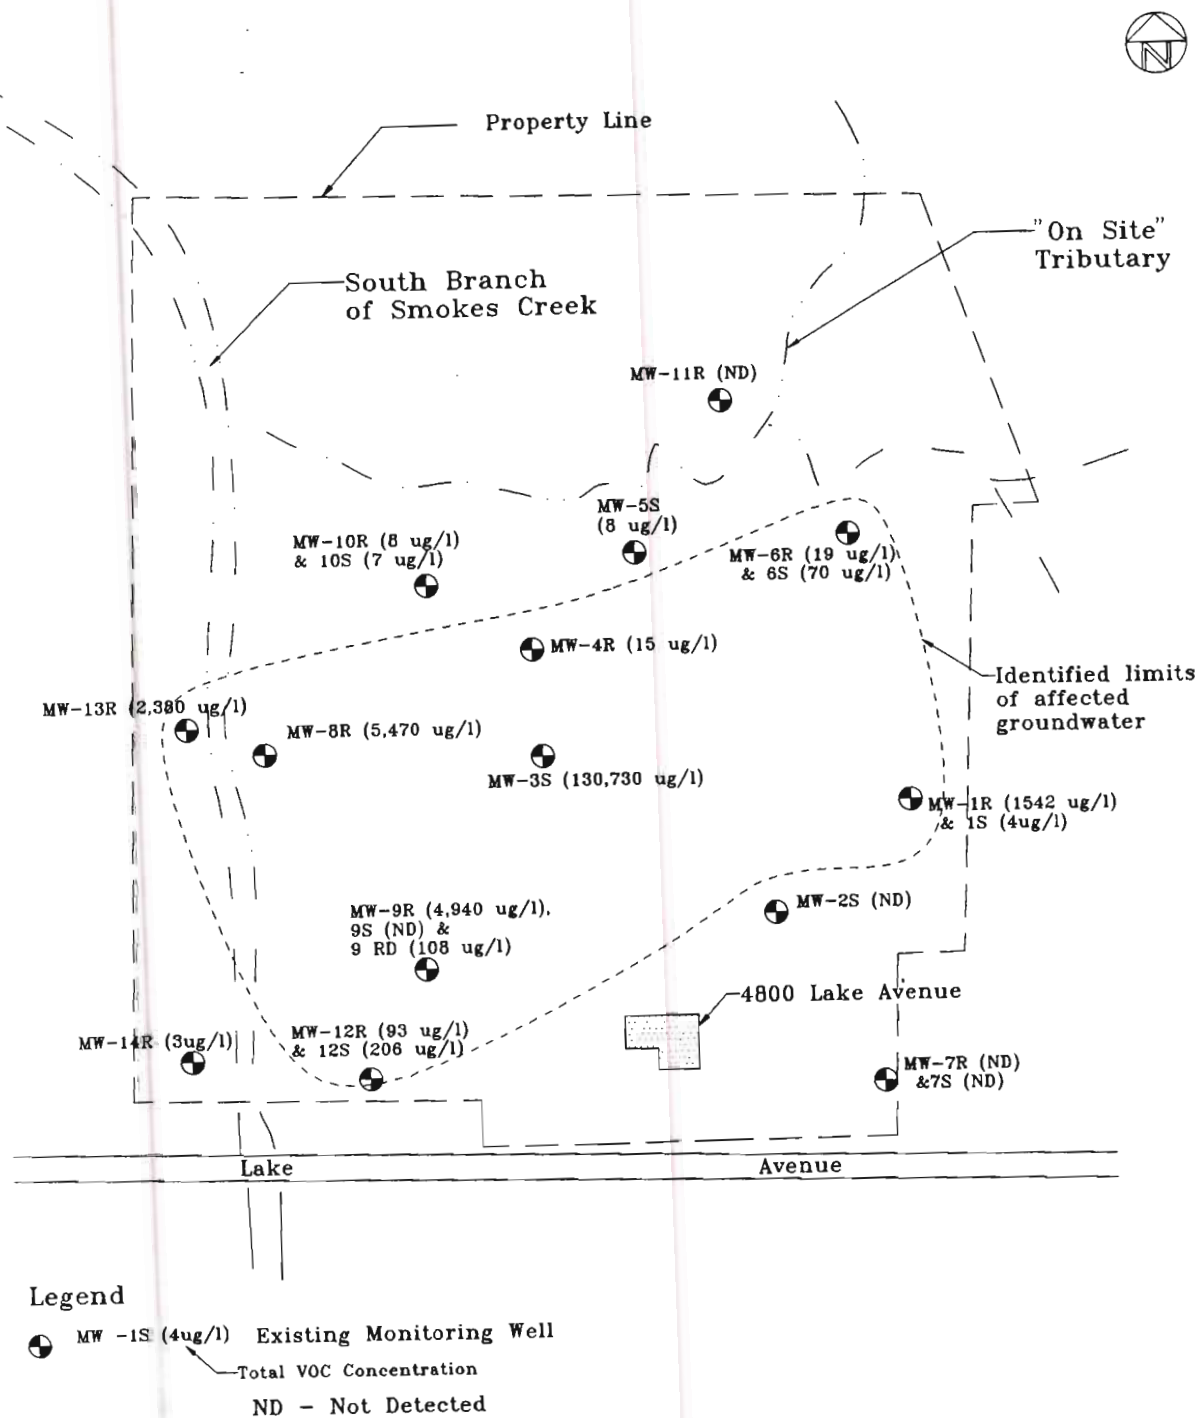 N
Property Line
"On Site"
Tributary
South Branch
of Smokes Creek
MW-11R (ND)
MW-5S
(8 ug/l)
MW-10R (8 ug/l)
& 10S (7 ug/l)
MW-6R (19 ug/l)
& 6S (70 ug/l)
MW-4R (15 ug/l)
Identified limits
of affected
groundwater
MW-13R (2,380 ug/l)
MW-8R (5,470 ug/l)
MW-3S (130,730 ug/l)
MW-1R (1542 ug/l)
& 1S (4ug/l)
MW-2S (ND)
MW-9R (4,940 ug/l),
9S (ND) &
9 RD (108 ug/l)
4800 Lake Avenue
MW-14R (3ug/l)
MW-12R (93 ug/l)
& 12S (206 ug/l)
MW-7R (ND)
&7S (ND)
Lake Avenue
Legend
MW -1S (4ug/l) Existing Monitoring Well
Total VOC Concentration
ND - Not Detected